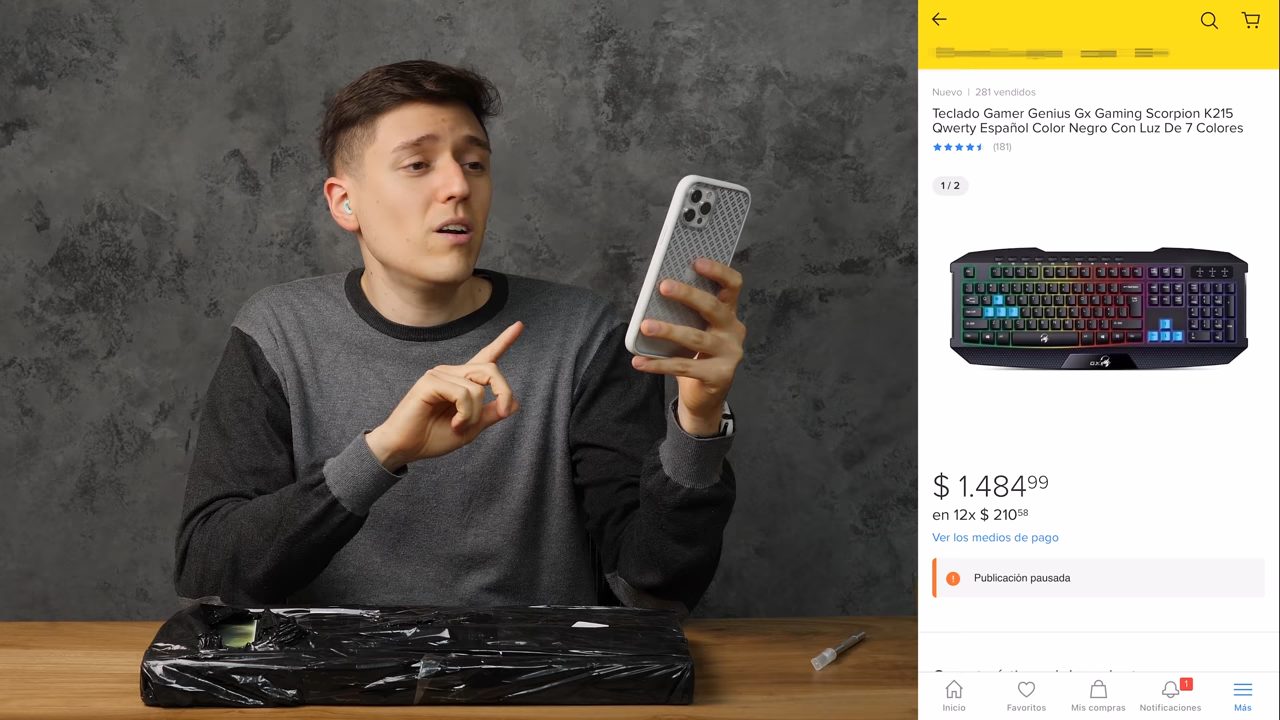 Nuevo | 281 vendidos
Teclado Gamer Genius Gx Gaming Scorpion K215
Qwerty Español Color Negro Con Luz De 7 Colores
(181)
1 / 2
GX
$ 1.484⁹⁹
en 12x $ 210⁵⁸
Ver los medios de pago
Publicación pausada
1
Inicio
Favoritos
Mis compras
Notificaciones
Más